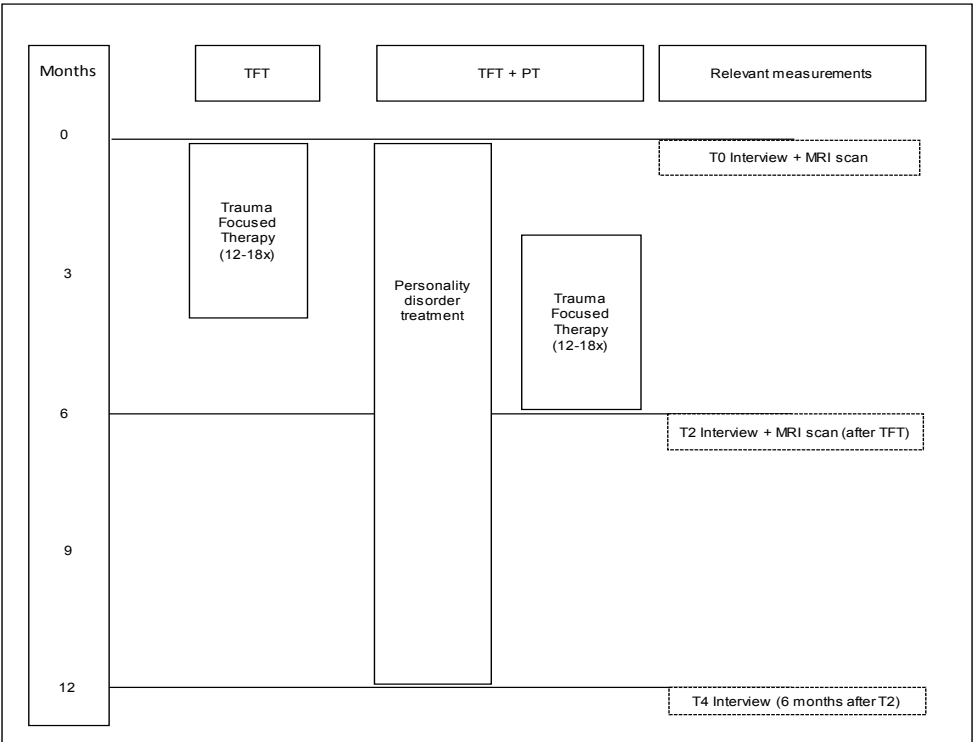 Months
TFT
TFT + PT
Relevant measurements
0
T0 Interview + MRI scan
Trauma
Focused
Therapy
(12-18x)
3
Personality
disorder
treatment
Trauma
Focused
Therapy
(12-18x)
6
T2 Interview + MRI scan (after TFT)
9
12
T4 Interview (6 months after T2)